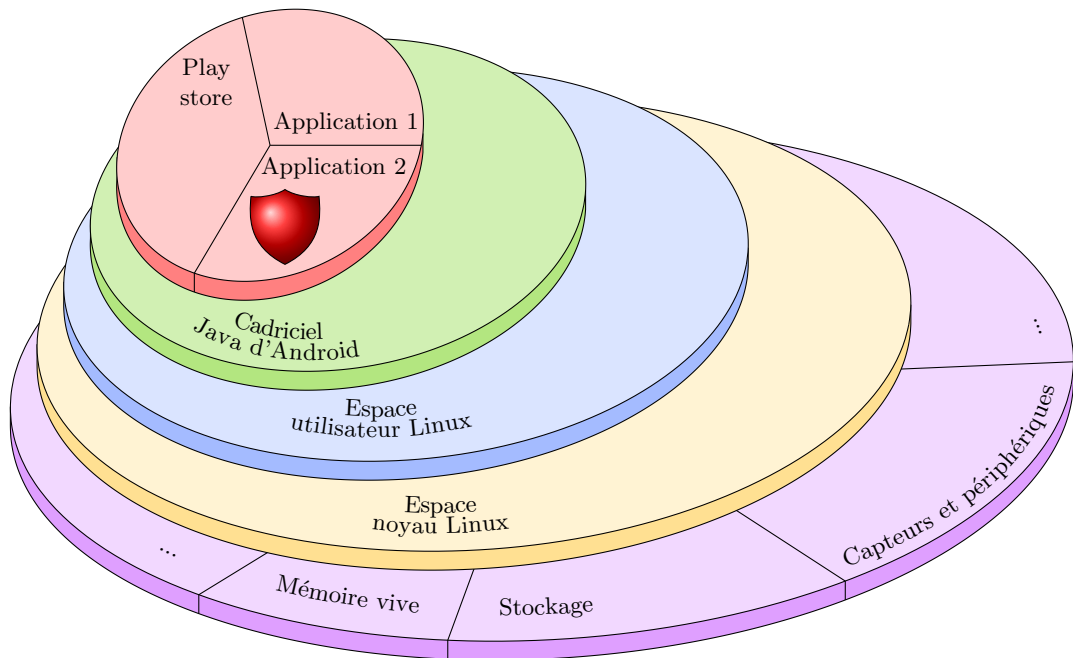 Play
store
Application 1
Application 2
Cadriciel
Java d'Android
Espace
utilisateur Linux
Espace
noyau Linux
...
Mémoire vive
Stockage
Capteurs et périphériques
...